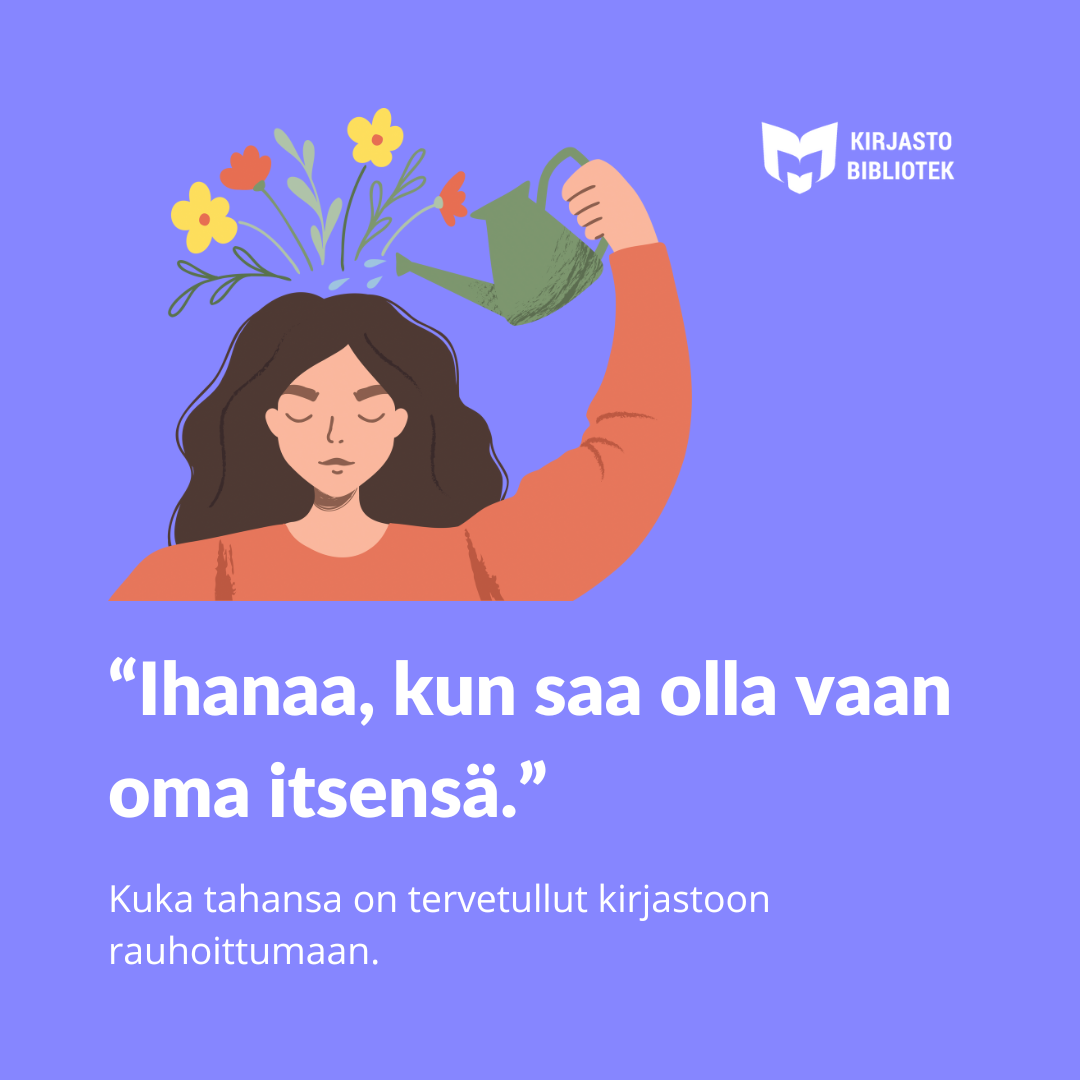 KIRJASTO
BIBLIOTEK
“Ihanaa, kun saa olla vaan
oma itsensä.”
Kuka tahansa on tervetullut kirjastoon
rauhoittumaan.